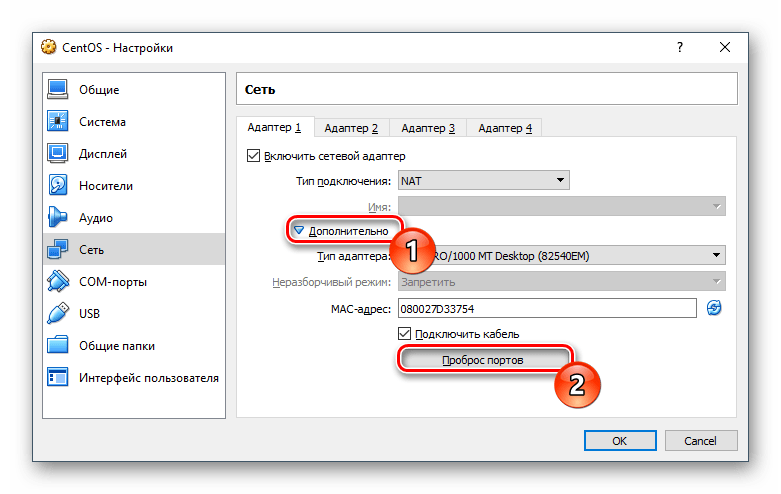 CentOS - Настройки
?
Общие
Система
Дисплей
Носители
Аудио
Сеть
COM-порты
USB
Общие папки
Интерфейс пользователя
Сеть
Адаптер 1 Адаптер 2 Адаптер 3 Адаптер 4
Включить сетевой адаптер
Тип подключения: NAT
Имя:
Дополнительно
1
Тип адаптера: RO/1000 MT Desktop (82540EM)
Неразборчивый режим: Запретить
MAC-адрес: 080027D33754
Подключить кабель
Проброс портов
2
OK Cancel